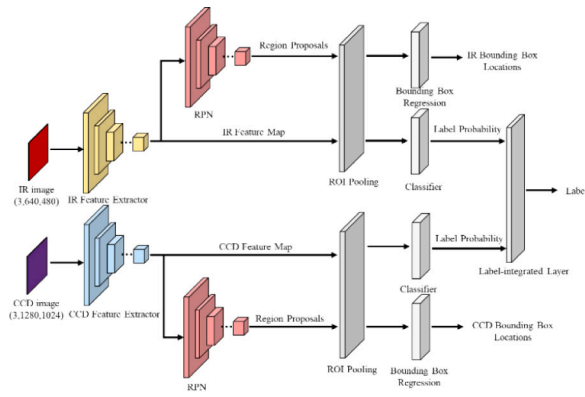 Region Proposals
IR Bounding Box
Locations
Bounding Box
Regression
RPN
IR Feature Map
Label Probability
IR image
(3,640,480)
IR Feature Extractor
ROI Pooling
Classifier
Labe
CCD Feature Map
Label Probability
Label-integrated Layer
CCD image
(3,1280,1024)
CCD Feature Extractor
Classifier
Region Proposals
CCD Bounding Box
Locations
RPN
ROI Pooling
Bounding Box
Regression